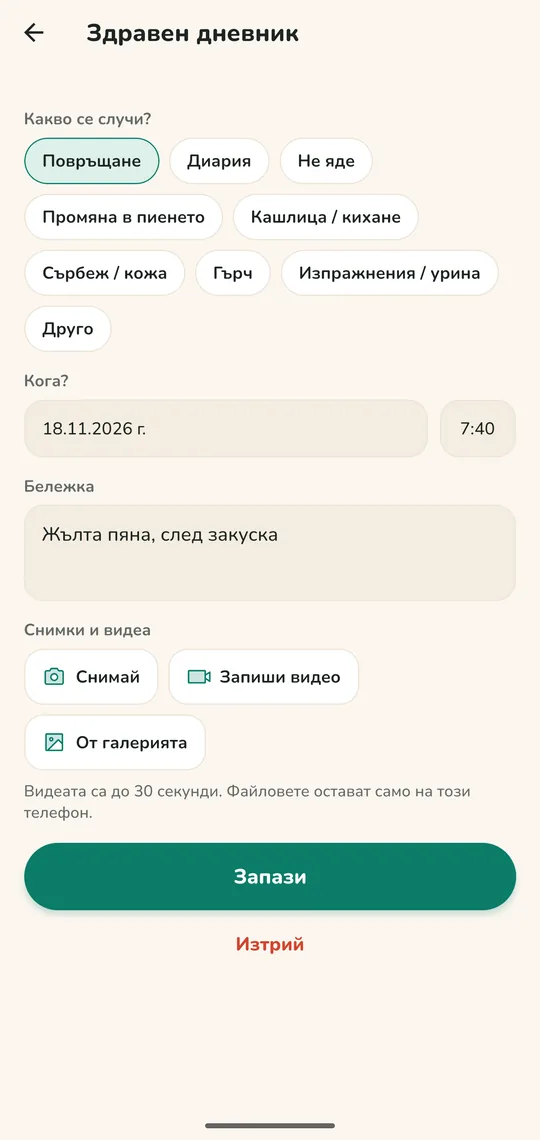 Здравен дневник
Какво се случи?
Повръщане Диария Не яде
Промяна в пиенето Кашлица / кихане
Сърбеж / кожа Гърч Изпражнения / урина
Друго
Кога?
18.11.2026 г. 7:40
Бележка
Жълта пяна, след закуска
Снимки и видеа
Снимай Запиши видео
От галерията
Видеата са до 30 секунди. Файловете остават само на този
телефон.
Запази
Изтрий